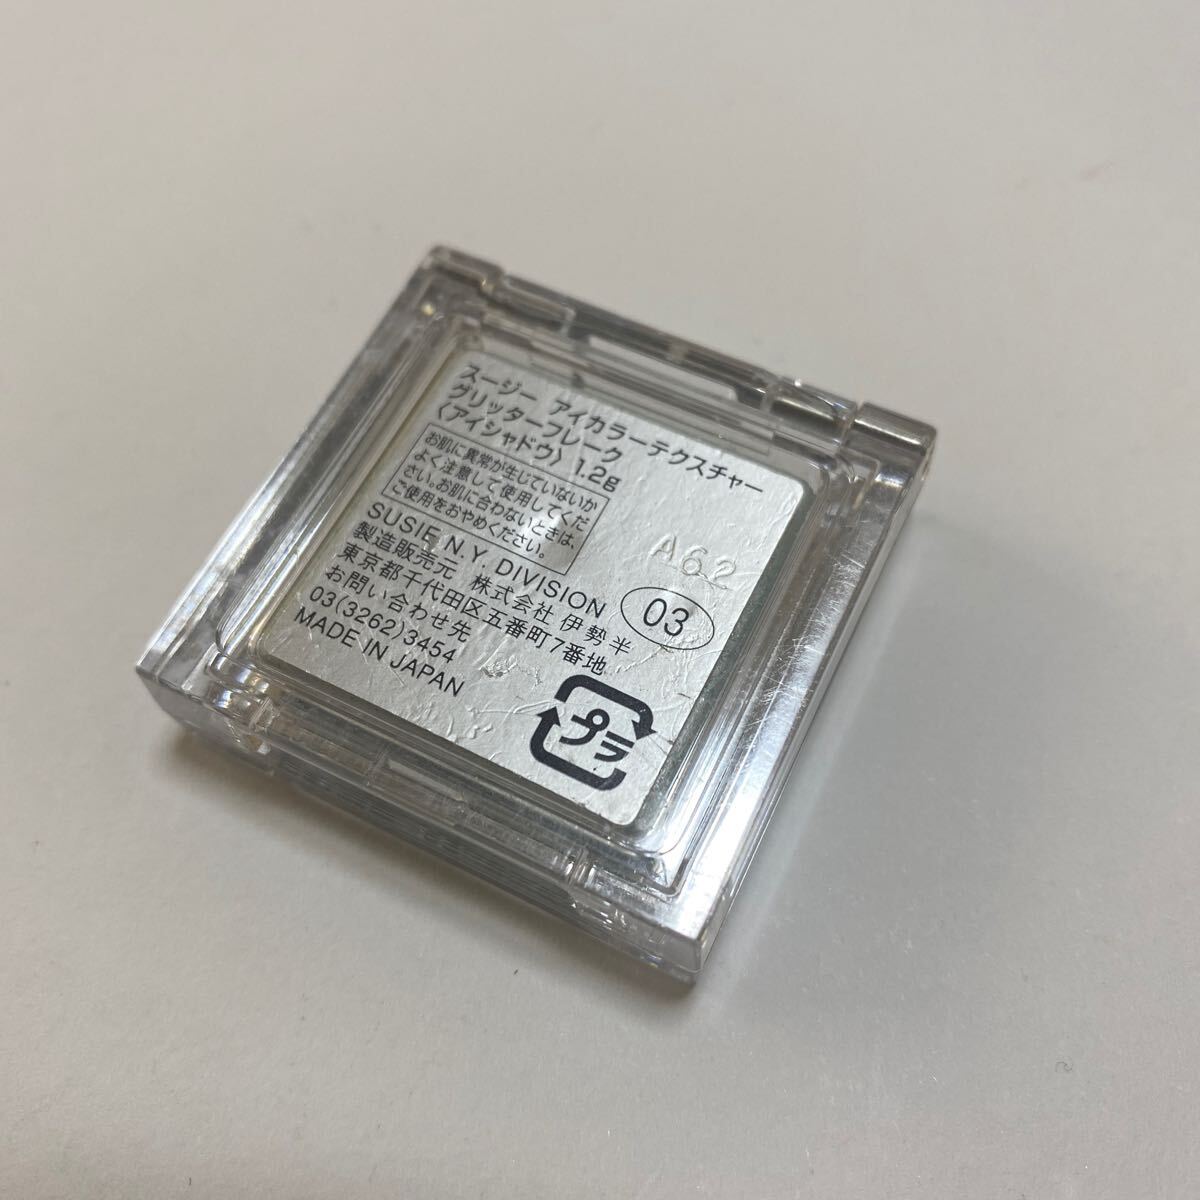 スージー アイカラーテクスチャー
グリッターフレーク
〈アイシャドウ〉 1.2g
お肌に異常が生じていないか
よく注意して使用してくだ
さい。お肌に合わないときは、
ご使用をおやめください。
A62
SUSIE N.Y. DIVISION
製造販売元 株式会社 伊勢半
03
東京都千代田区五番町7番地
お問い合わせ先
03(3262)3454
MADE IN JAPAN
プラ